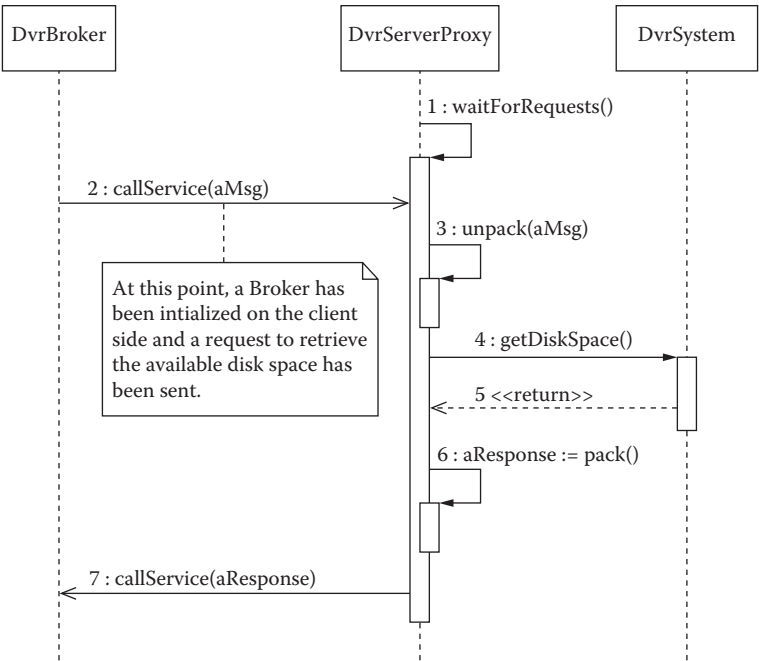 DvrBroker
DvrServerProxy
DvrSystem
1 : waitForRequests()
2 : callService(aMsg)
3 : unpack(aMsg)
At this point, a Broker has
been intialized on the client
side and a request to retrieve
the available disk space has
been sent.
4 : getDiskSpace()
5 <<return>>
6 : aResponse := pack()
7 : callService(aResponse)